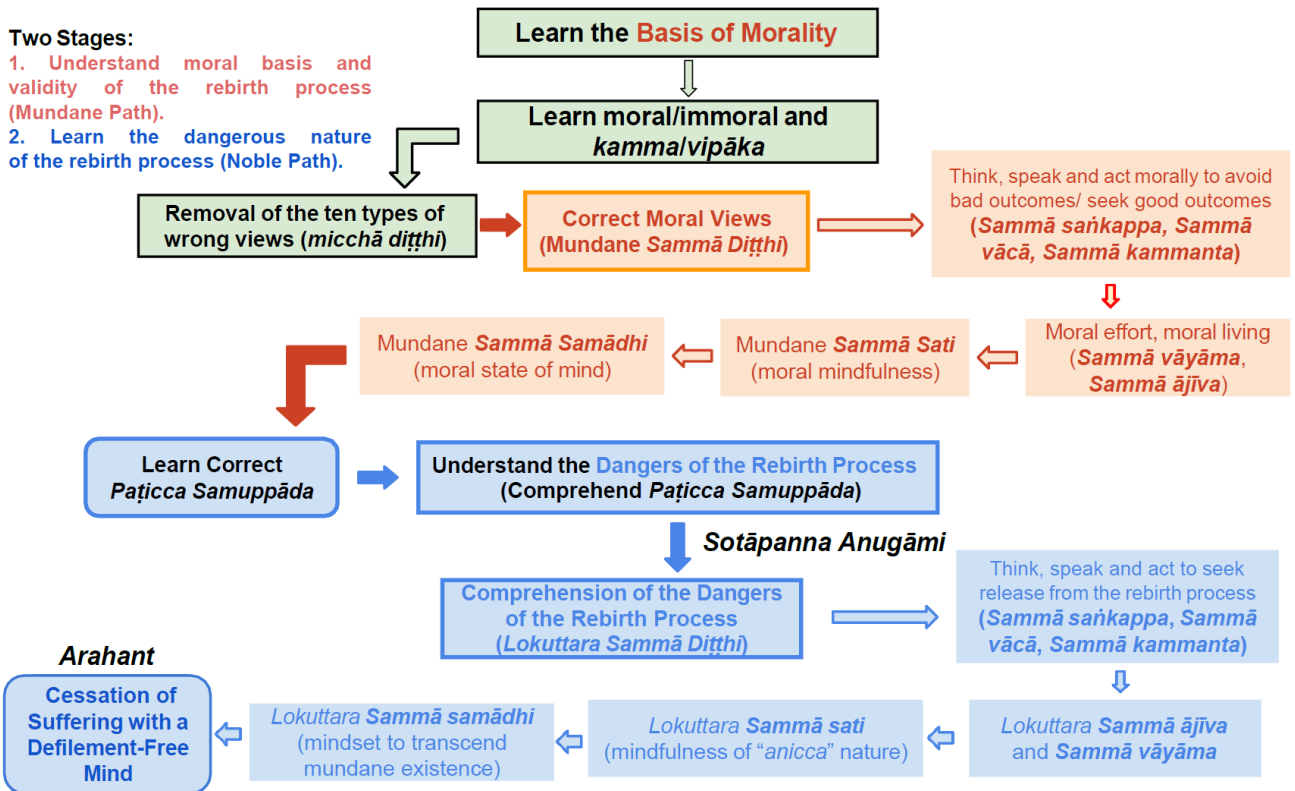 Two Stages:
1. Understand moral basis and
validity of the rebirth process
(Mundane Path).
2. Learn the dangerous nature
of the rebirth process (Noble Path).
Learn the Basis of Morality
Learn moral/immoral and
kamma/vipāka
Removal of the ten types of
wrong views (micchā diṭṭhi)
Correct Moral Views
(Mundane Sammā Diṭṭhi)
Think, speak and act morally to avoid
bad outcomes/ seek good outcomes
(Sammā saṅkappa, Sammā
vācā, Sammā kammanta)
Moral effort, moral living
(Sammā vāyāma,
Sammā ājīva)
Mundane Sammā Sati
(moral mindfulness)
Mundane Sammā Samādhi
(moral state of mind)
Learn Correct
Paṭicca Samuppāda
Understand the Dangers of the Rebirth Process
(Comprehend Paṭicca Samuppāda)
Sotāpanna Anugāmi
Comprehension of the Dangers
of the Rebirth Process
(Lokuttara Sammā Diṭṭhi)
Think, speak and act to seek
release from the rebirth process
(Sammā saṅkappa, Sammā
vācā, Sammā kammanta)
Lokuttara Sammā ājīva
and Sammā vāyāma
Lokuttara Sammā sati
(mindfulness of “anicca” nature)
Lokuttara Sammā samādhi
(mindset to transcend
mundane existence)
Arahant
Cessation of
Suffering with a
Defilement-Free
Mind